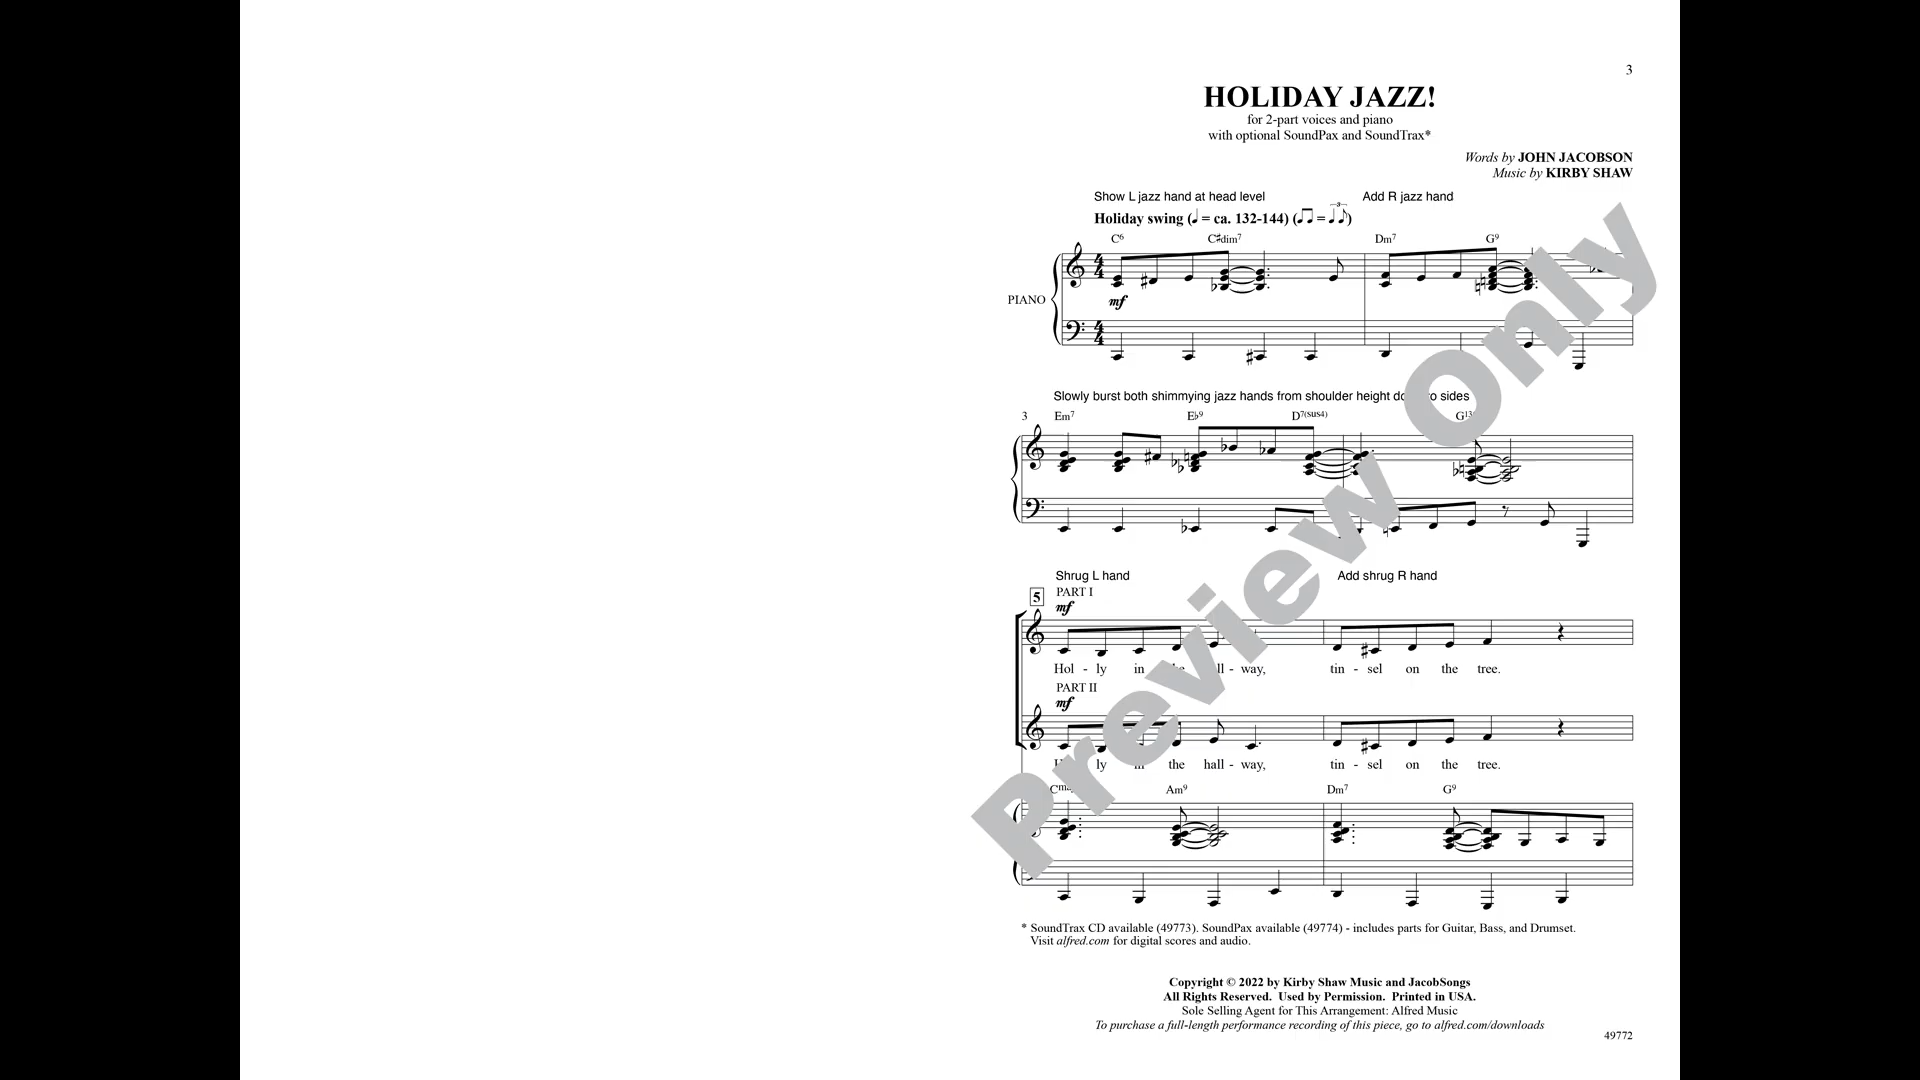 3
HOLIDAY JAZZ!
for 2-part voices and piano
with optional SoundPax and SoundTrax*
Words by JOHN JACOBSON
Music by KIRBY SHAW
Show L jazz hand at head level Add R jazz hand
Holiday swing (♩ = ca. 132-144) (♫ = ♩ ♪)
3
C6 C♯dim7 Dm7 G9
PIANO
mf
Slowly burst both shimmying jazz hands from shoulder height sides
3 Em7 E♭9 D7(sus4)
Shrug L hand Add shrug R hand
5 PART I
mf
Hol - ly in way, tin - sel on the tree.
PART II
mf
ly the hall - way, tin - sel on the tree.
Am9 Dm7 G9
* SoundTrax CD available (49773). SoundPax available (49774) - includes parts for Guitar, Bass, and Drumset.
Visit alfred.com for digital scores and audio.
Copyright © 2022 by Kirby Shaw Music and JacobSongs
All Rights Reserved. Used by Permission. Printed in USA.
Sole Selling Agent for This Arrangement: Alfred Music
To purchase a full-length performance recording of this piece, go to alfred.com/downloads
49772
Preview Only